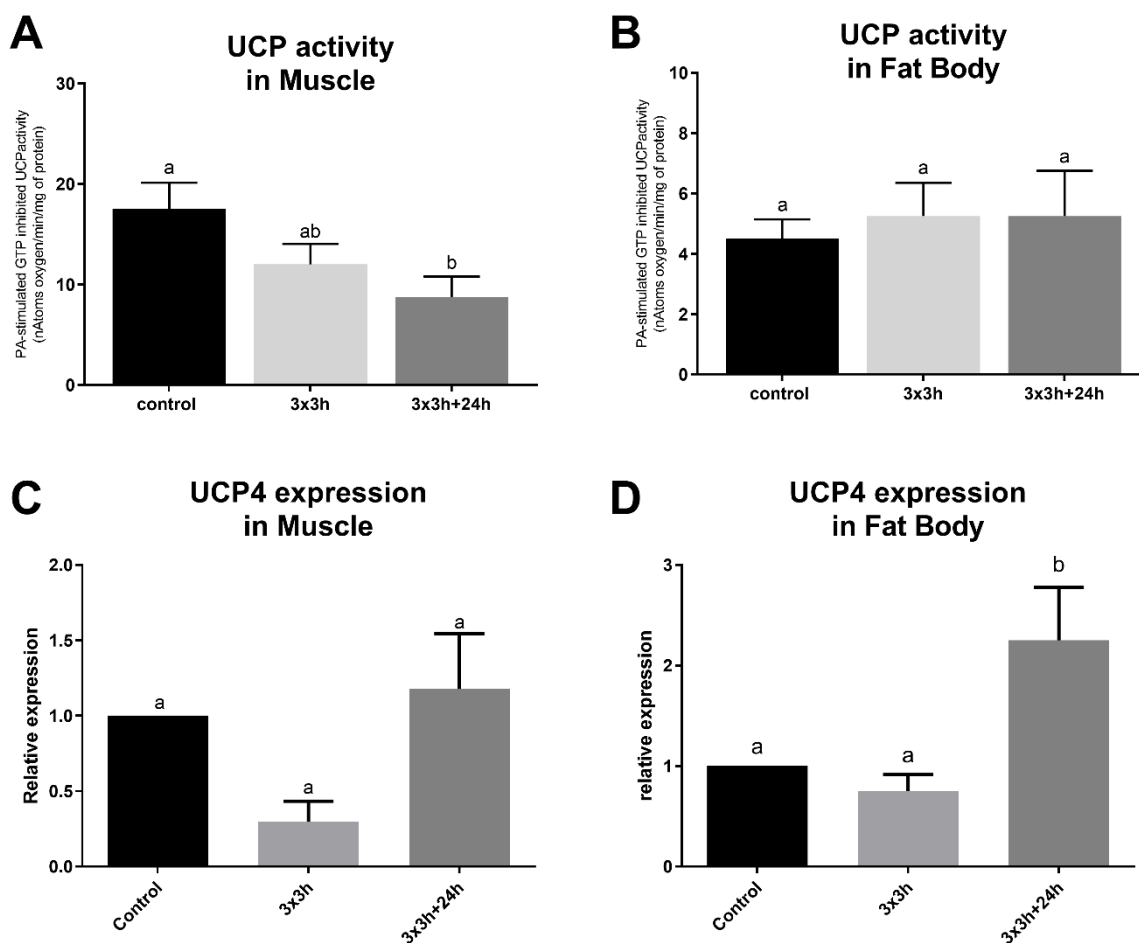 A
UCP activity
in Muscle
PA-stimulated GTP inhibited UCPactivity
(nAtoms oxygen/min/mg of protein)
30
20
10
0
a
ab
b
control
3x3h
3x3h+24h
B
UCP activity
in Fat Body
PA-stimulated GTP inhibited UCPactivity
(nAtoms oxygen/min/mg of protein)
10
8
6
4
2
0
a
a
a
control
3x3h
3x3h+24h
C
UCP4 expression
in Muscle
Relative expression
2.0
1.5
1.0
0.5
0.0
a
a
a
Control
3x3h
3x3h+24h
D
UCP4 expression
in Fat Body
relative expression
3
2
1
0
a
a
b
Control
3x3h
3x3h+24h